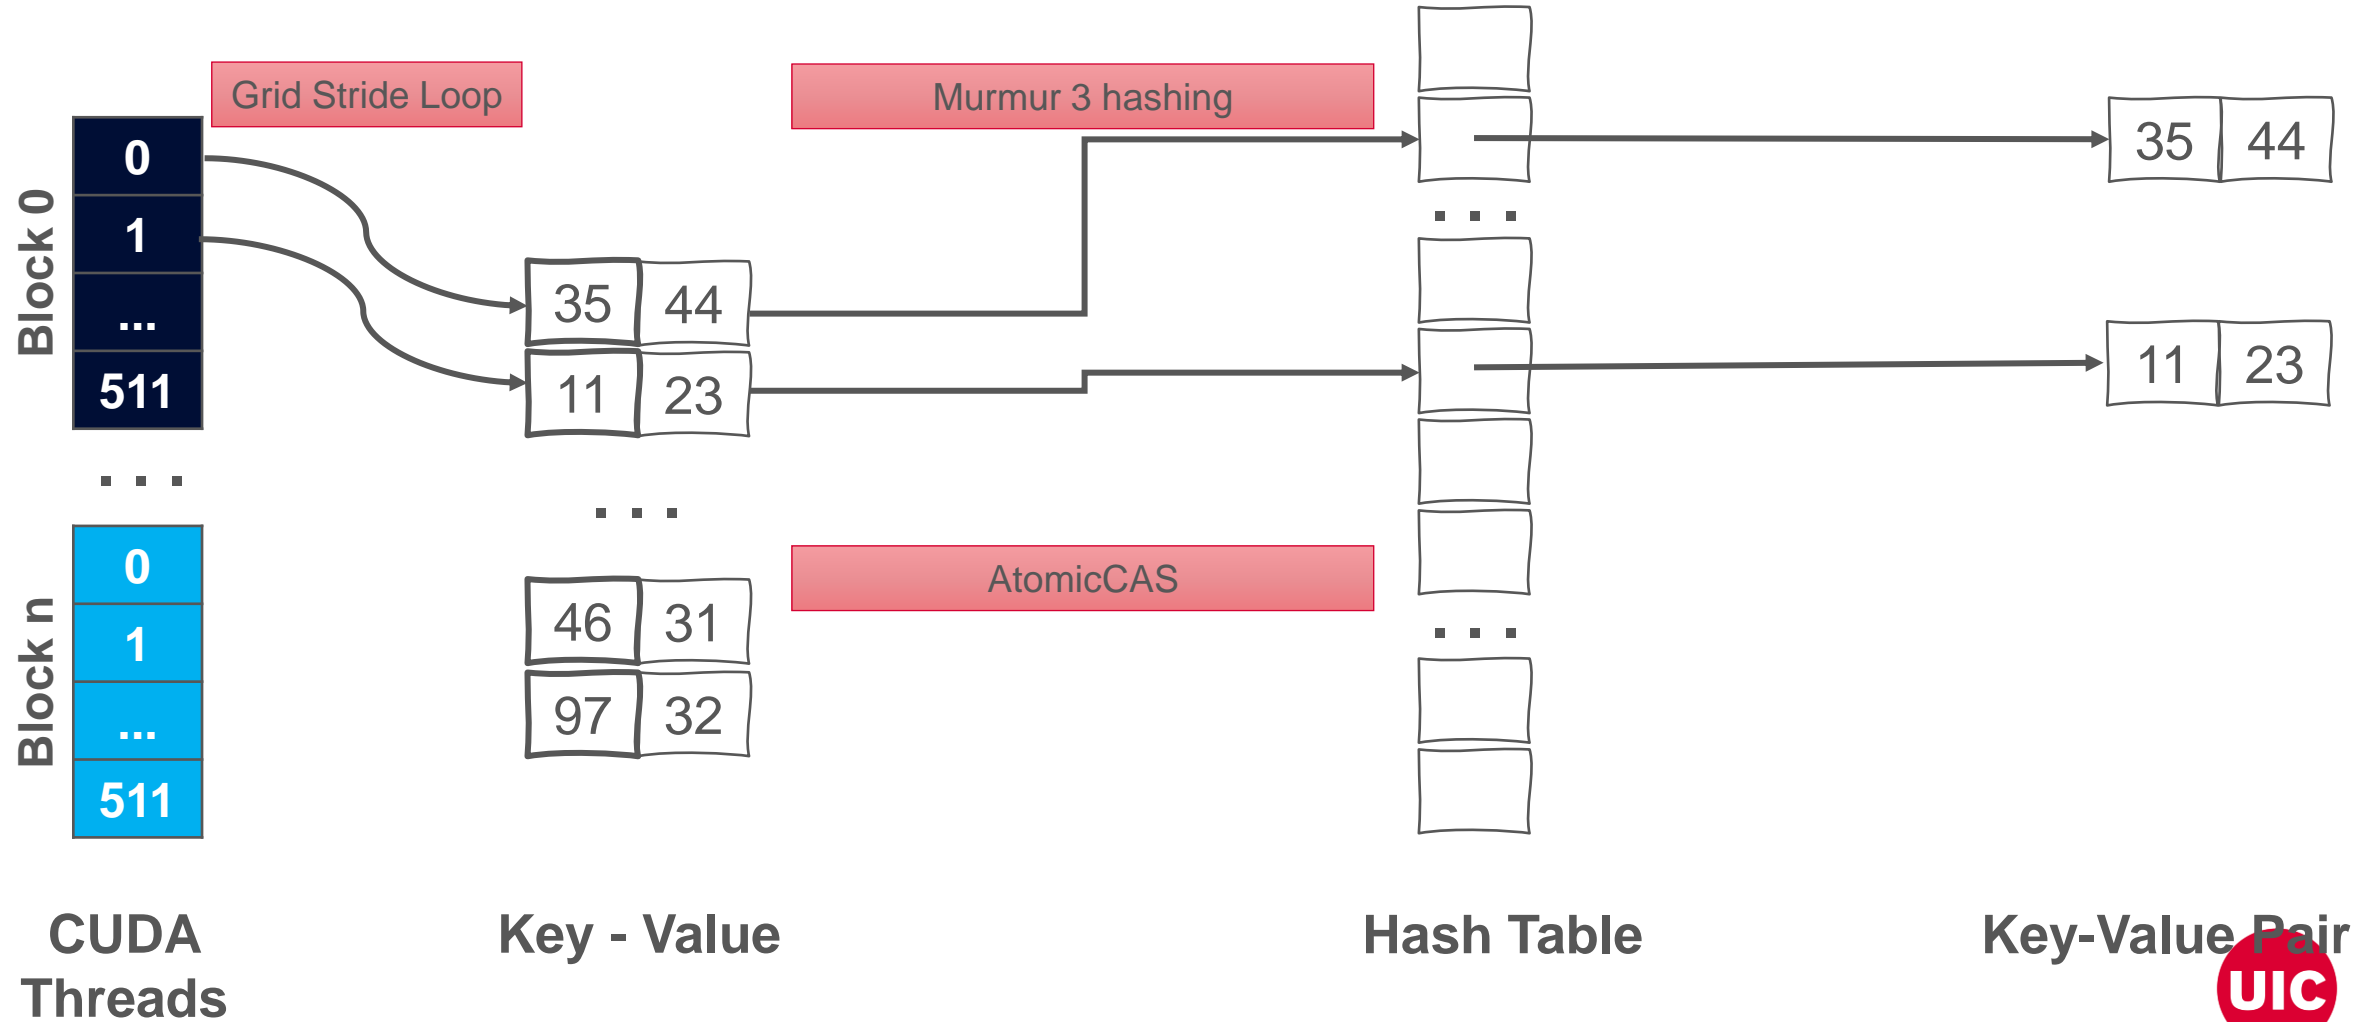 Grid Stride Loop
Murmur 3 hashing
Block 0
0
1
...
511
35 44
11 23
35 44
11 23
. . .
. . .
. . .
Block n
0
1
...
511
46 31
97 32
AtomicCAS
. . .
CUDA
Threads
Key - Value
Hash Table
Key-Value Pair
UIC